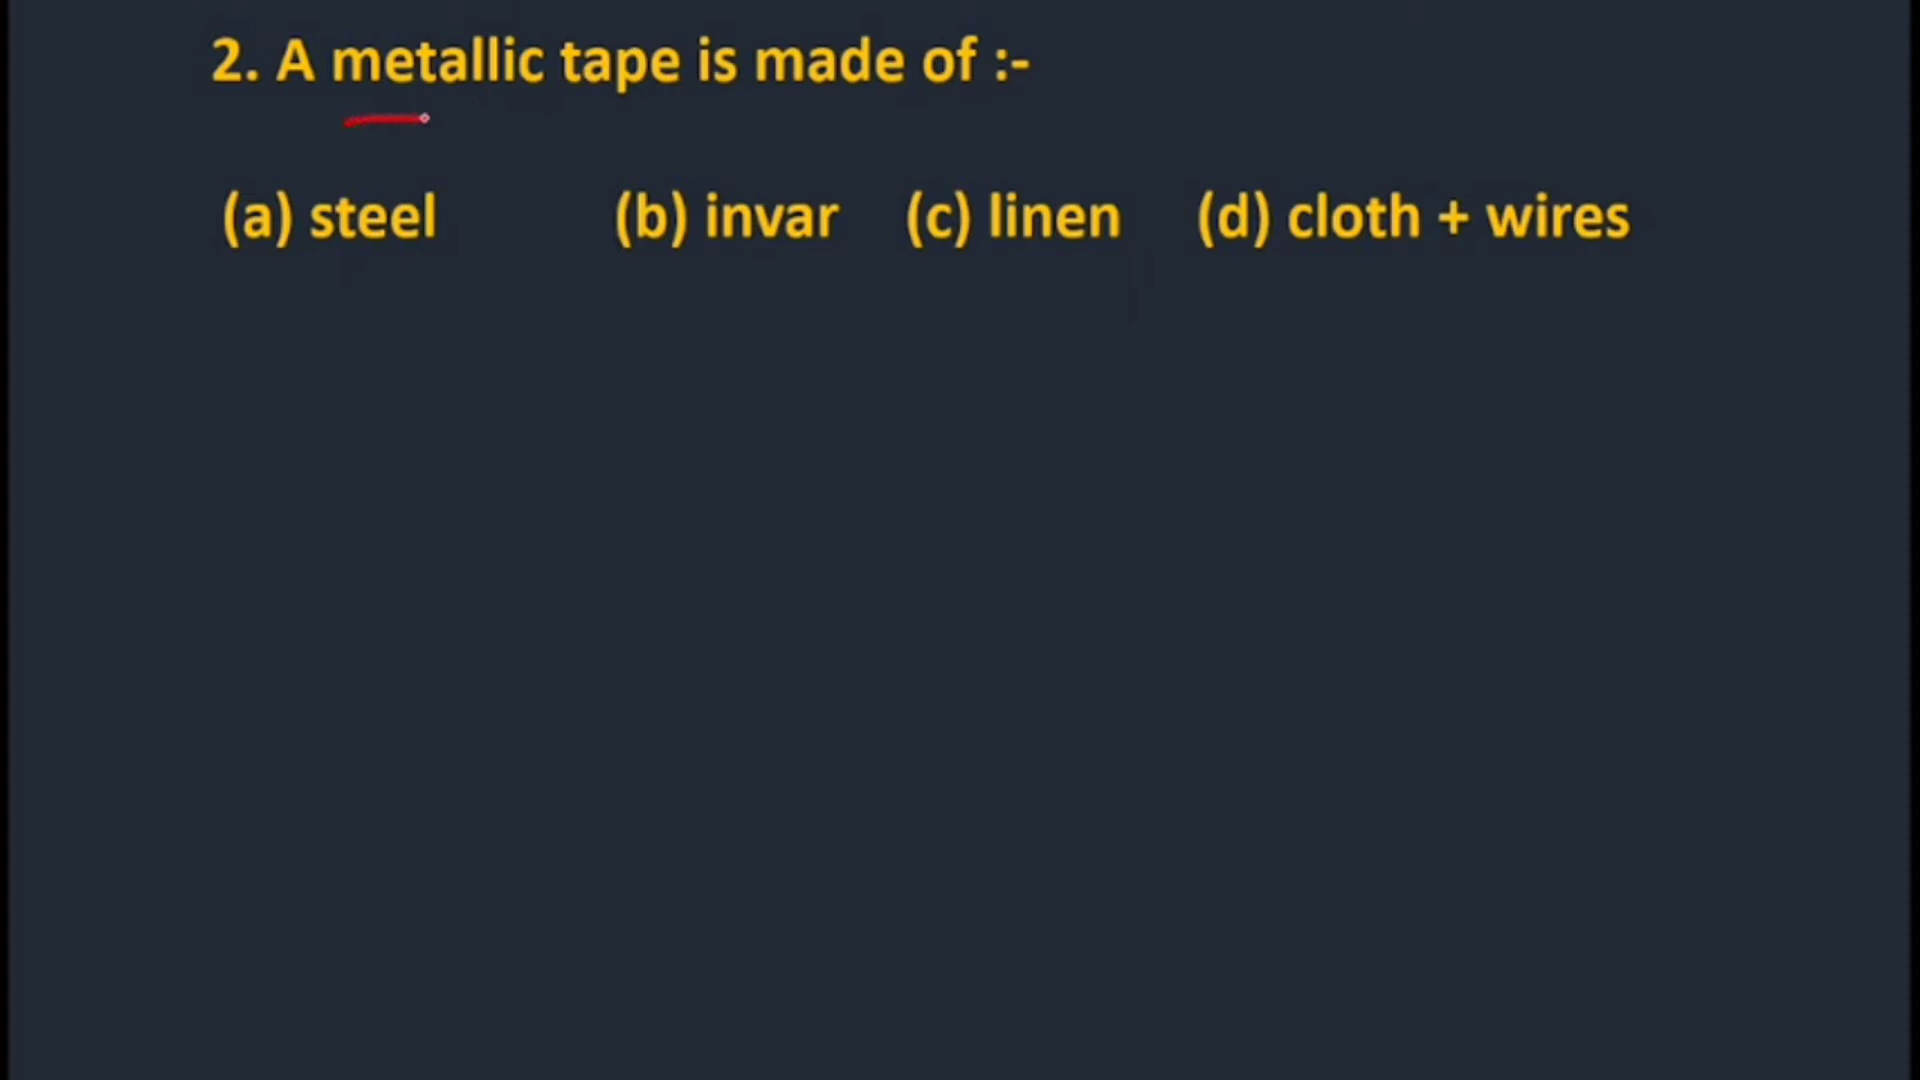 2. A metallic tape is made of :-
(a) steel (b) invar (c) linen (d) cloth + wires